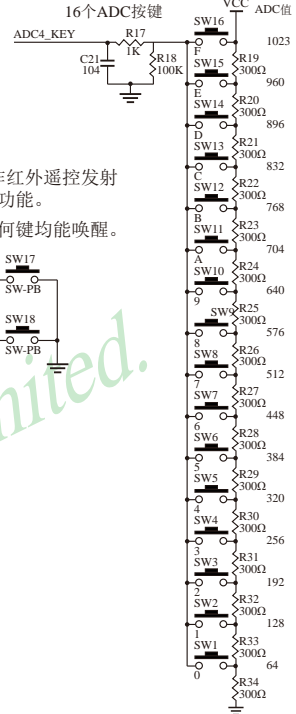 16个ADC按键
VCC
ADC值
ADC4_KEY
R17
1K
C21
104
R18
100K
SW16
F
1023
R19
300Ω
SW15
E
960
R20
300Ω
SW14
D
896
R21
300Ω
SW13
C
832
R22
300Ω
SW12
B
768
R23
300Ω
SW11
A
704
R24
300Ω
SW10
9
640
R25
300Ω
SW9
8
576
R26
300Ω
SW8
7
512
R27
300Ω
SW7
6
448
R28
300Ω
SW6
5
384
R29
300Ω
SW5
4
320
R30
300Ω
SW4
3
256
R31
300Ω
SW3
2
192
R32
300Ω
SW2
1
128
R33
300Ω
SW1
0
64
R34
300Ω
红外遥控发射
功能。
何键均能唤醒。
SW17
SW-PB
SW18
SW-PB
mited.